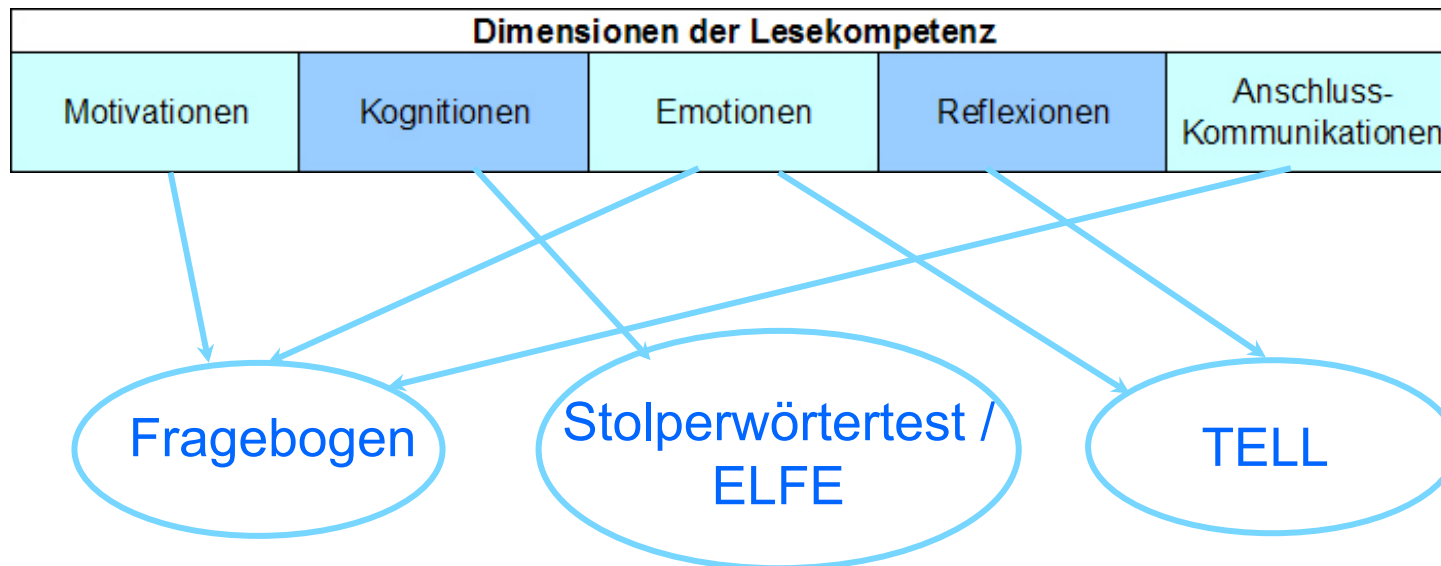 Dimensionen der Lesekompetenz
Motivationen
Kognitionen
Emotionen
Reflexionen
Anschluss-
Kommunikationen
Fragebogen
Stolperwörtertest /
ELFE
TELL